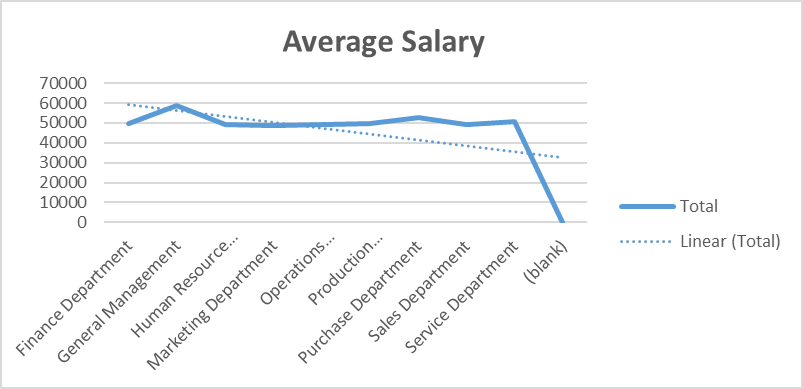 Average Salary
70000
60000
50000
40000
30000
20000
10000
0
Finance Department
General Management
Human Resource...
Marketing Department
Operations...
Production...
Purchase Department
Sales Department
Service Department
(blank)
Total
Linear (Total)